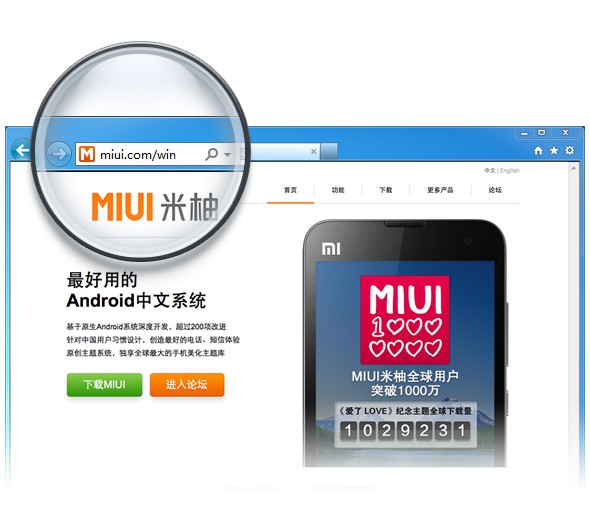 miui.com/win
中文 | English
MIUI 米柚
首页 功能 下载 更多产品 论坛
最好用的
Android中文系统
基于原生Android系统深度开发，超过200项改进
针对中国用户习惯设计，创造最好的电话、短信体验
原创主题系统，独享全球最大的手机美化主题库
下载MIUI 进入论坛
MI
MIUI
1♡♡♡
♡♡♡♡
MIUI米柚全球用户
突破1000万
《爱了 LOVE》纪念主题全球下载量
1029231